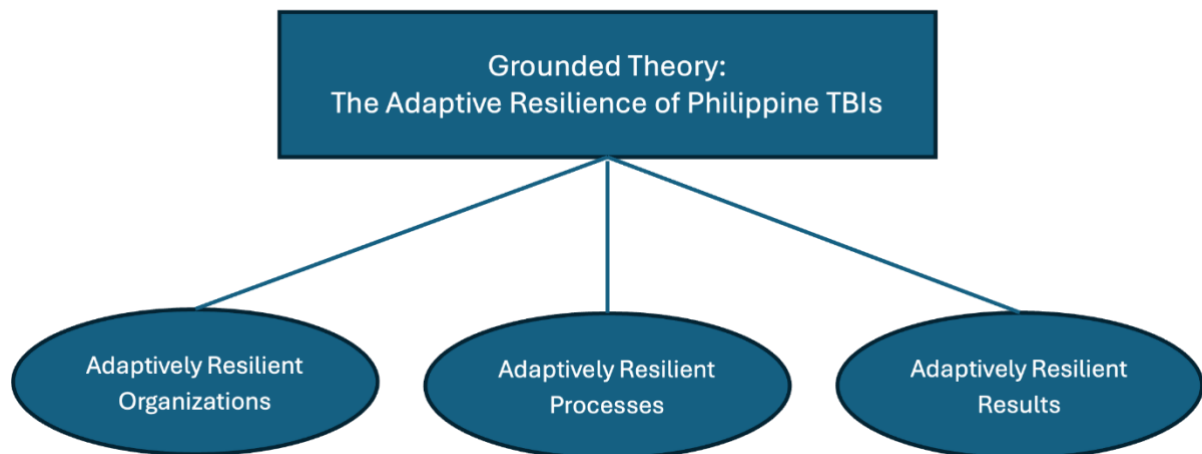 Grounded Theory:
The Adaptive Resilience of Philippine TBIs
Adaptively Resilient
Organizations
Adaptively Resilient
Processes
Adaptively Resilient
Results